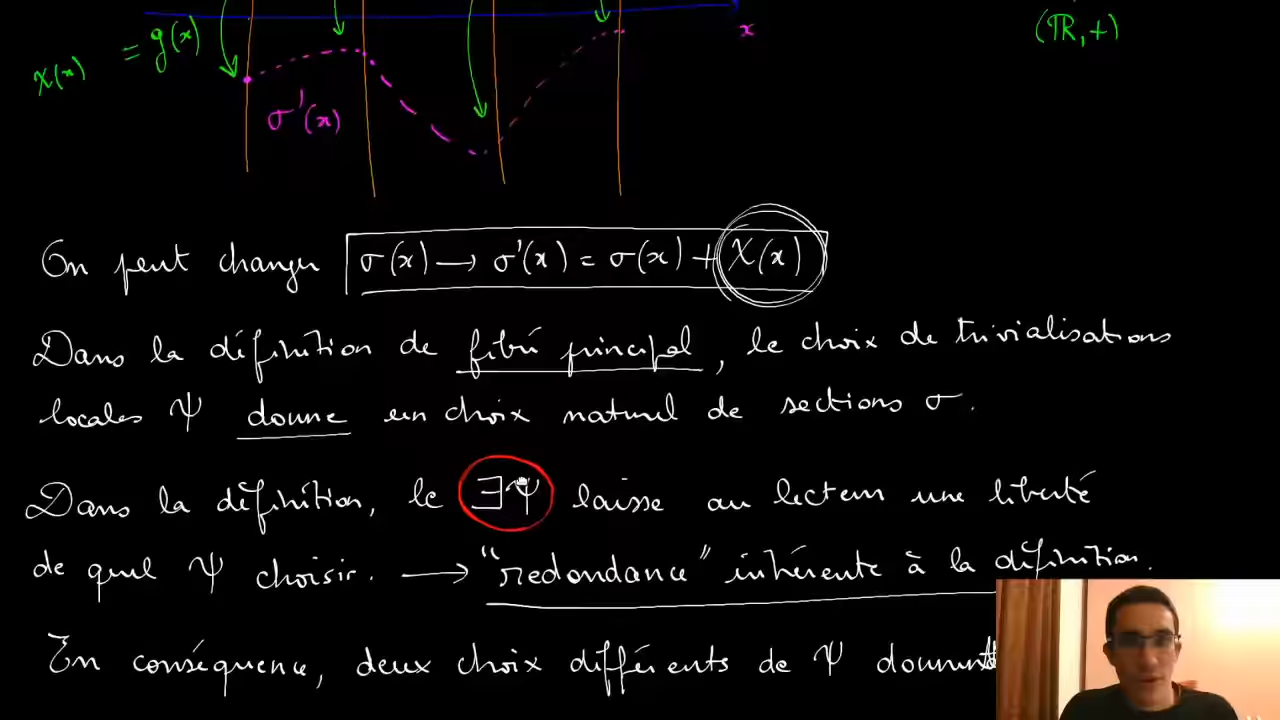 x
(ℝ, +)
χ(x) = g(x)
σ'(x)
On peut changer σ(x) → σ'(x) = σ(x) + χ(x)
Dans la définition de fibré principal, le choix de trivialisations
locales Ψ donne un choix naturel de sections σ.
Dans la définition, le ∃Ψ laisse au lecteur une liberté
de quel Ψ choisir. → "redondance" inhérente à la définition.
En conséquence, deux choix différents de Ψ donnent